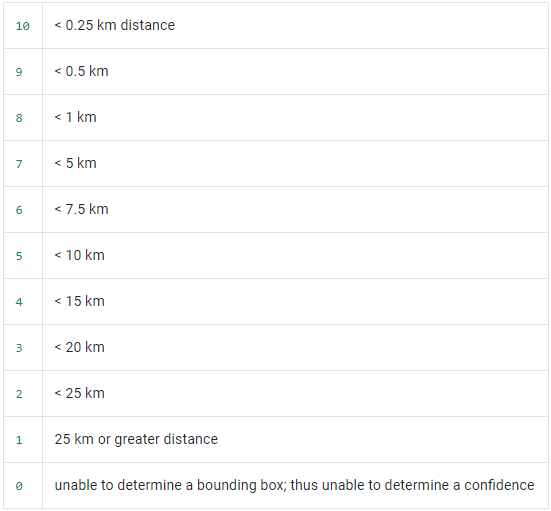 10 < 0.25 km distance
9 < 0.5 km
8 < 1 km
7 < 5 km
6 < 7.5 km
5 < 10 km
4 < 15 km
3 < 20 km
2 < 25 km
1 25 km or greater distance
0 unable to determine a bounding box; thus unable to determine a confidence